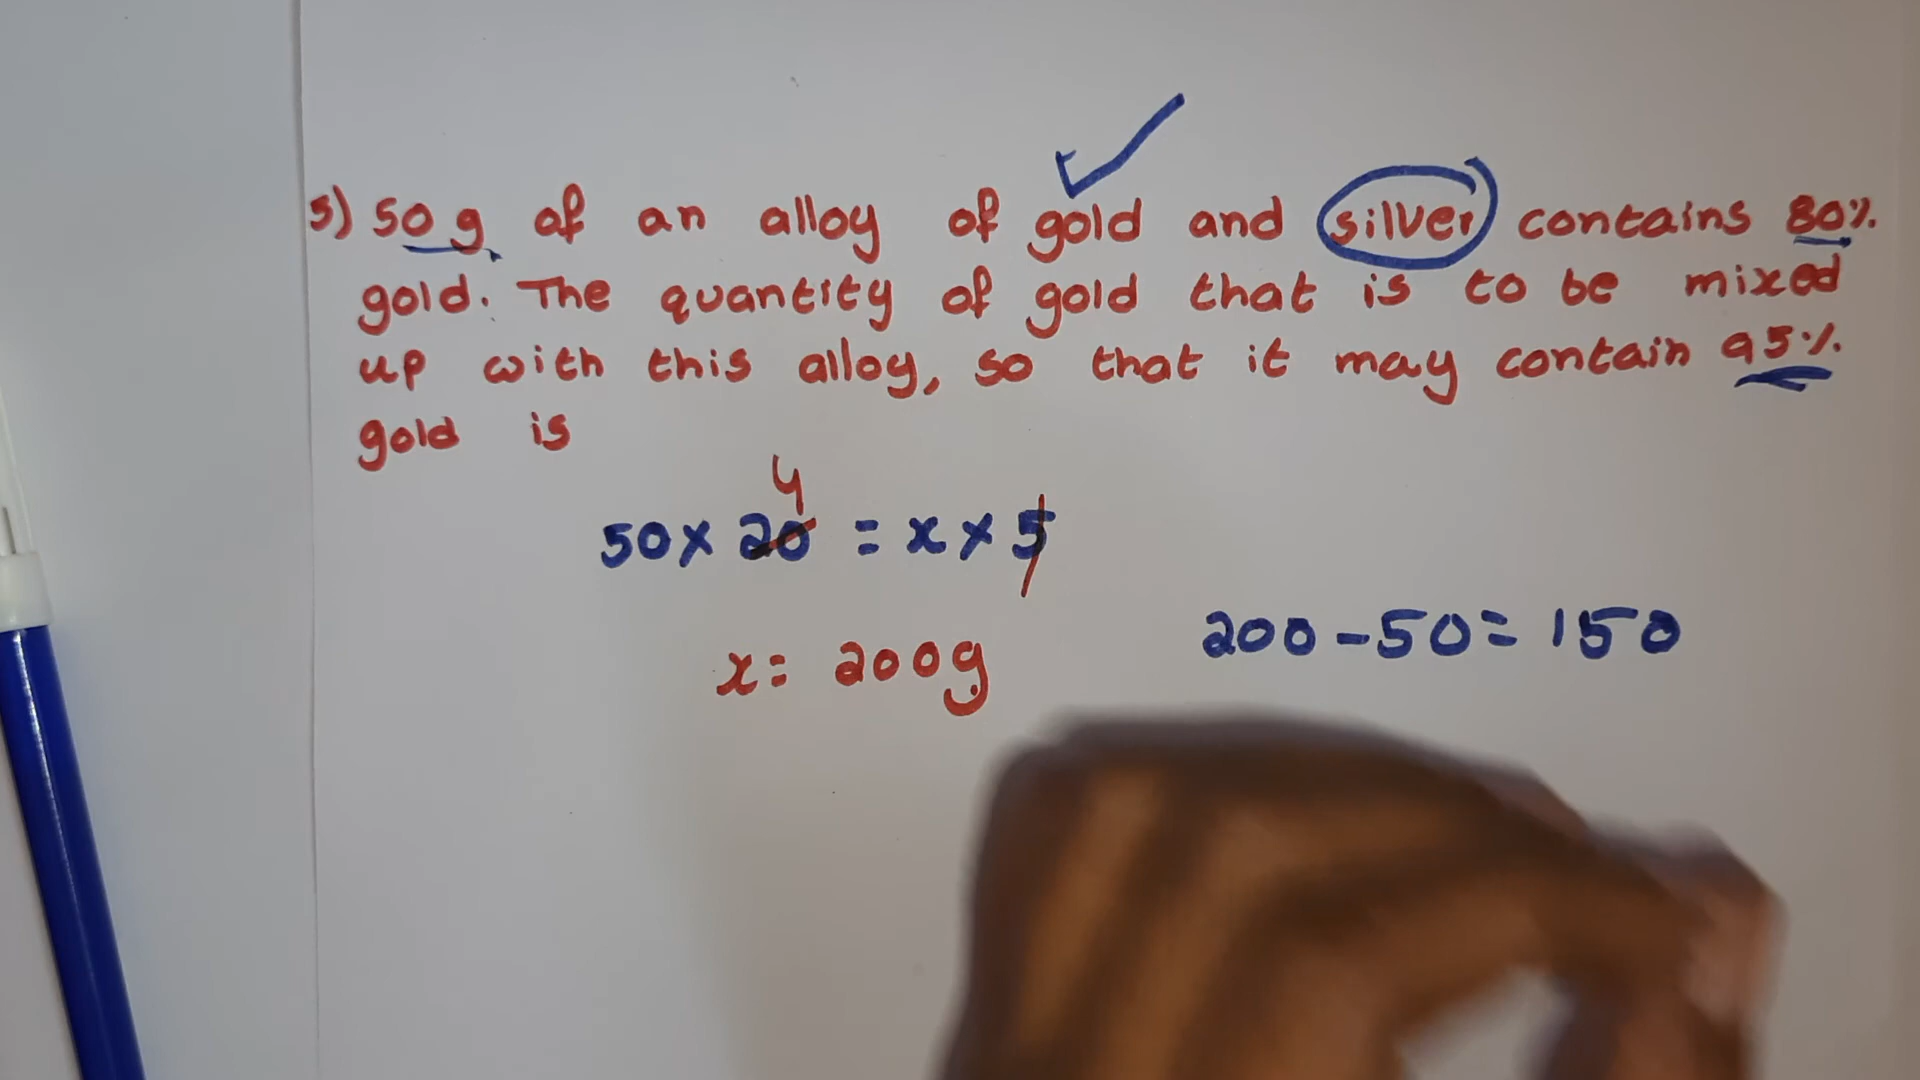 5) 50 g of an alloy of gold and silver contains 80%
gold. The quantity of gold that is to be mixed
up with this alloy, so that it may contain 95%
gold is
4
50 x 20 = x x 5
x = 200g
200 - 50 = 150